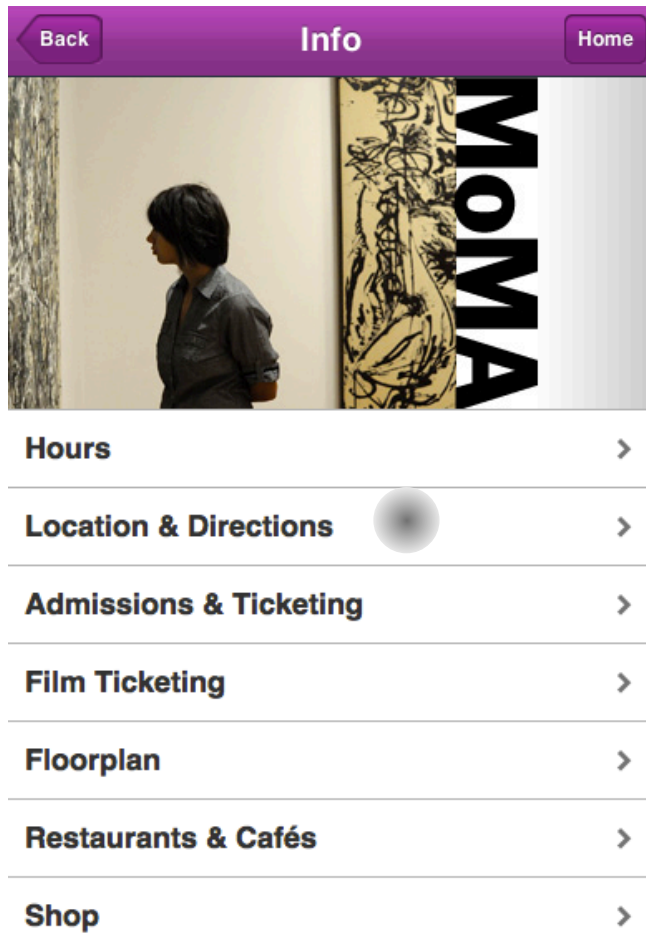 Back
Info
Home
MoMA
Hours
Location & Directions
Admissions & Ticketing
Film Ticketing
Floorplan
Restaurants & Cafés
Shop